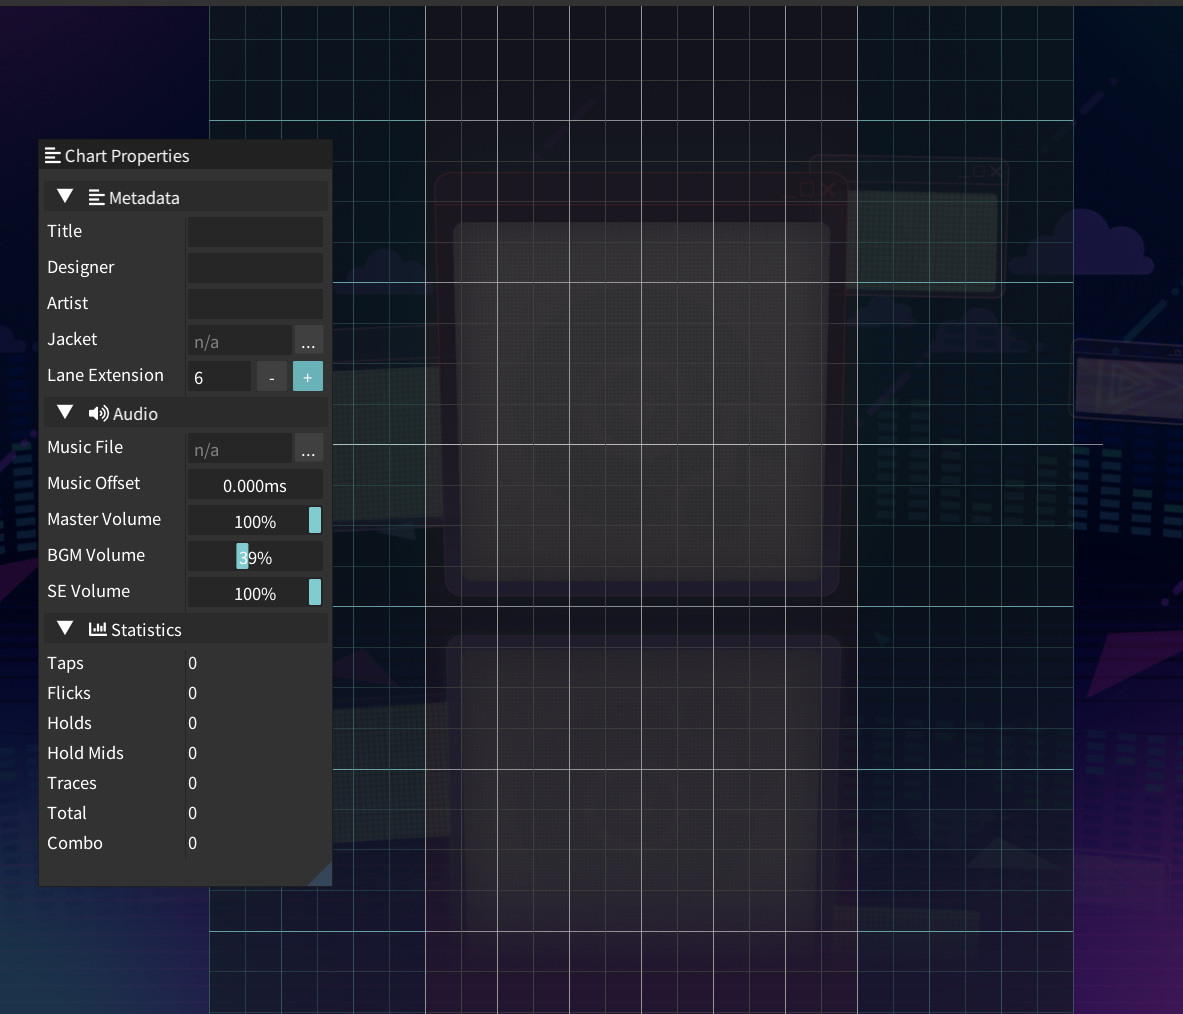 Chart Properties
Metadata
Title
Designer
Artist
Jacket n/a ...
Lane Extension 6 - +
Audio
Music File n/a ...
Music Offset 0.000ms
Master Volume 100%
BGM Volume 39%
SE Volume 100%
Statistics
Taps 0
Flicks 0
Holds 0
Hold Mids 0
Traces 0
Total 0
Combo 0